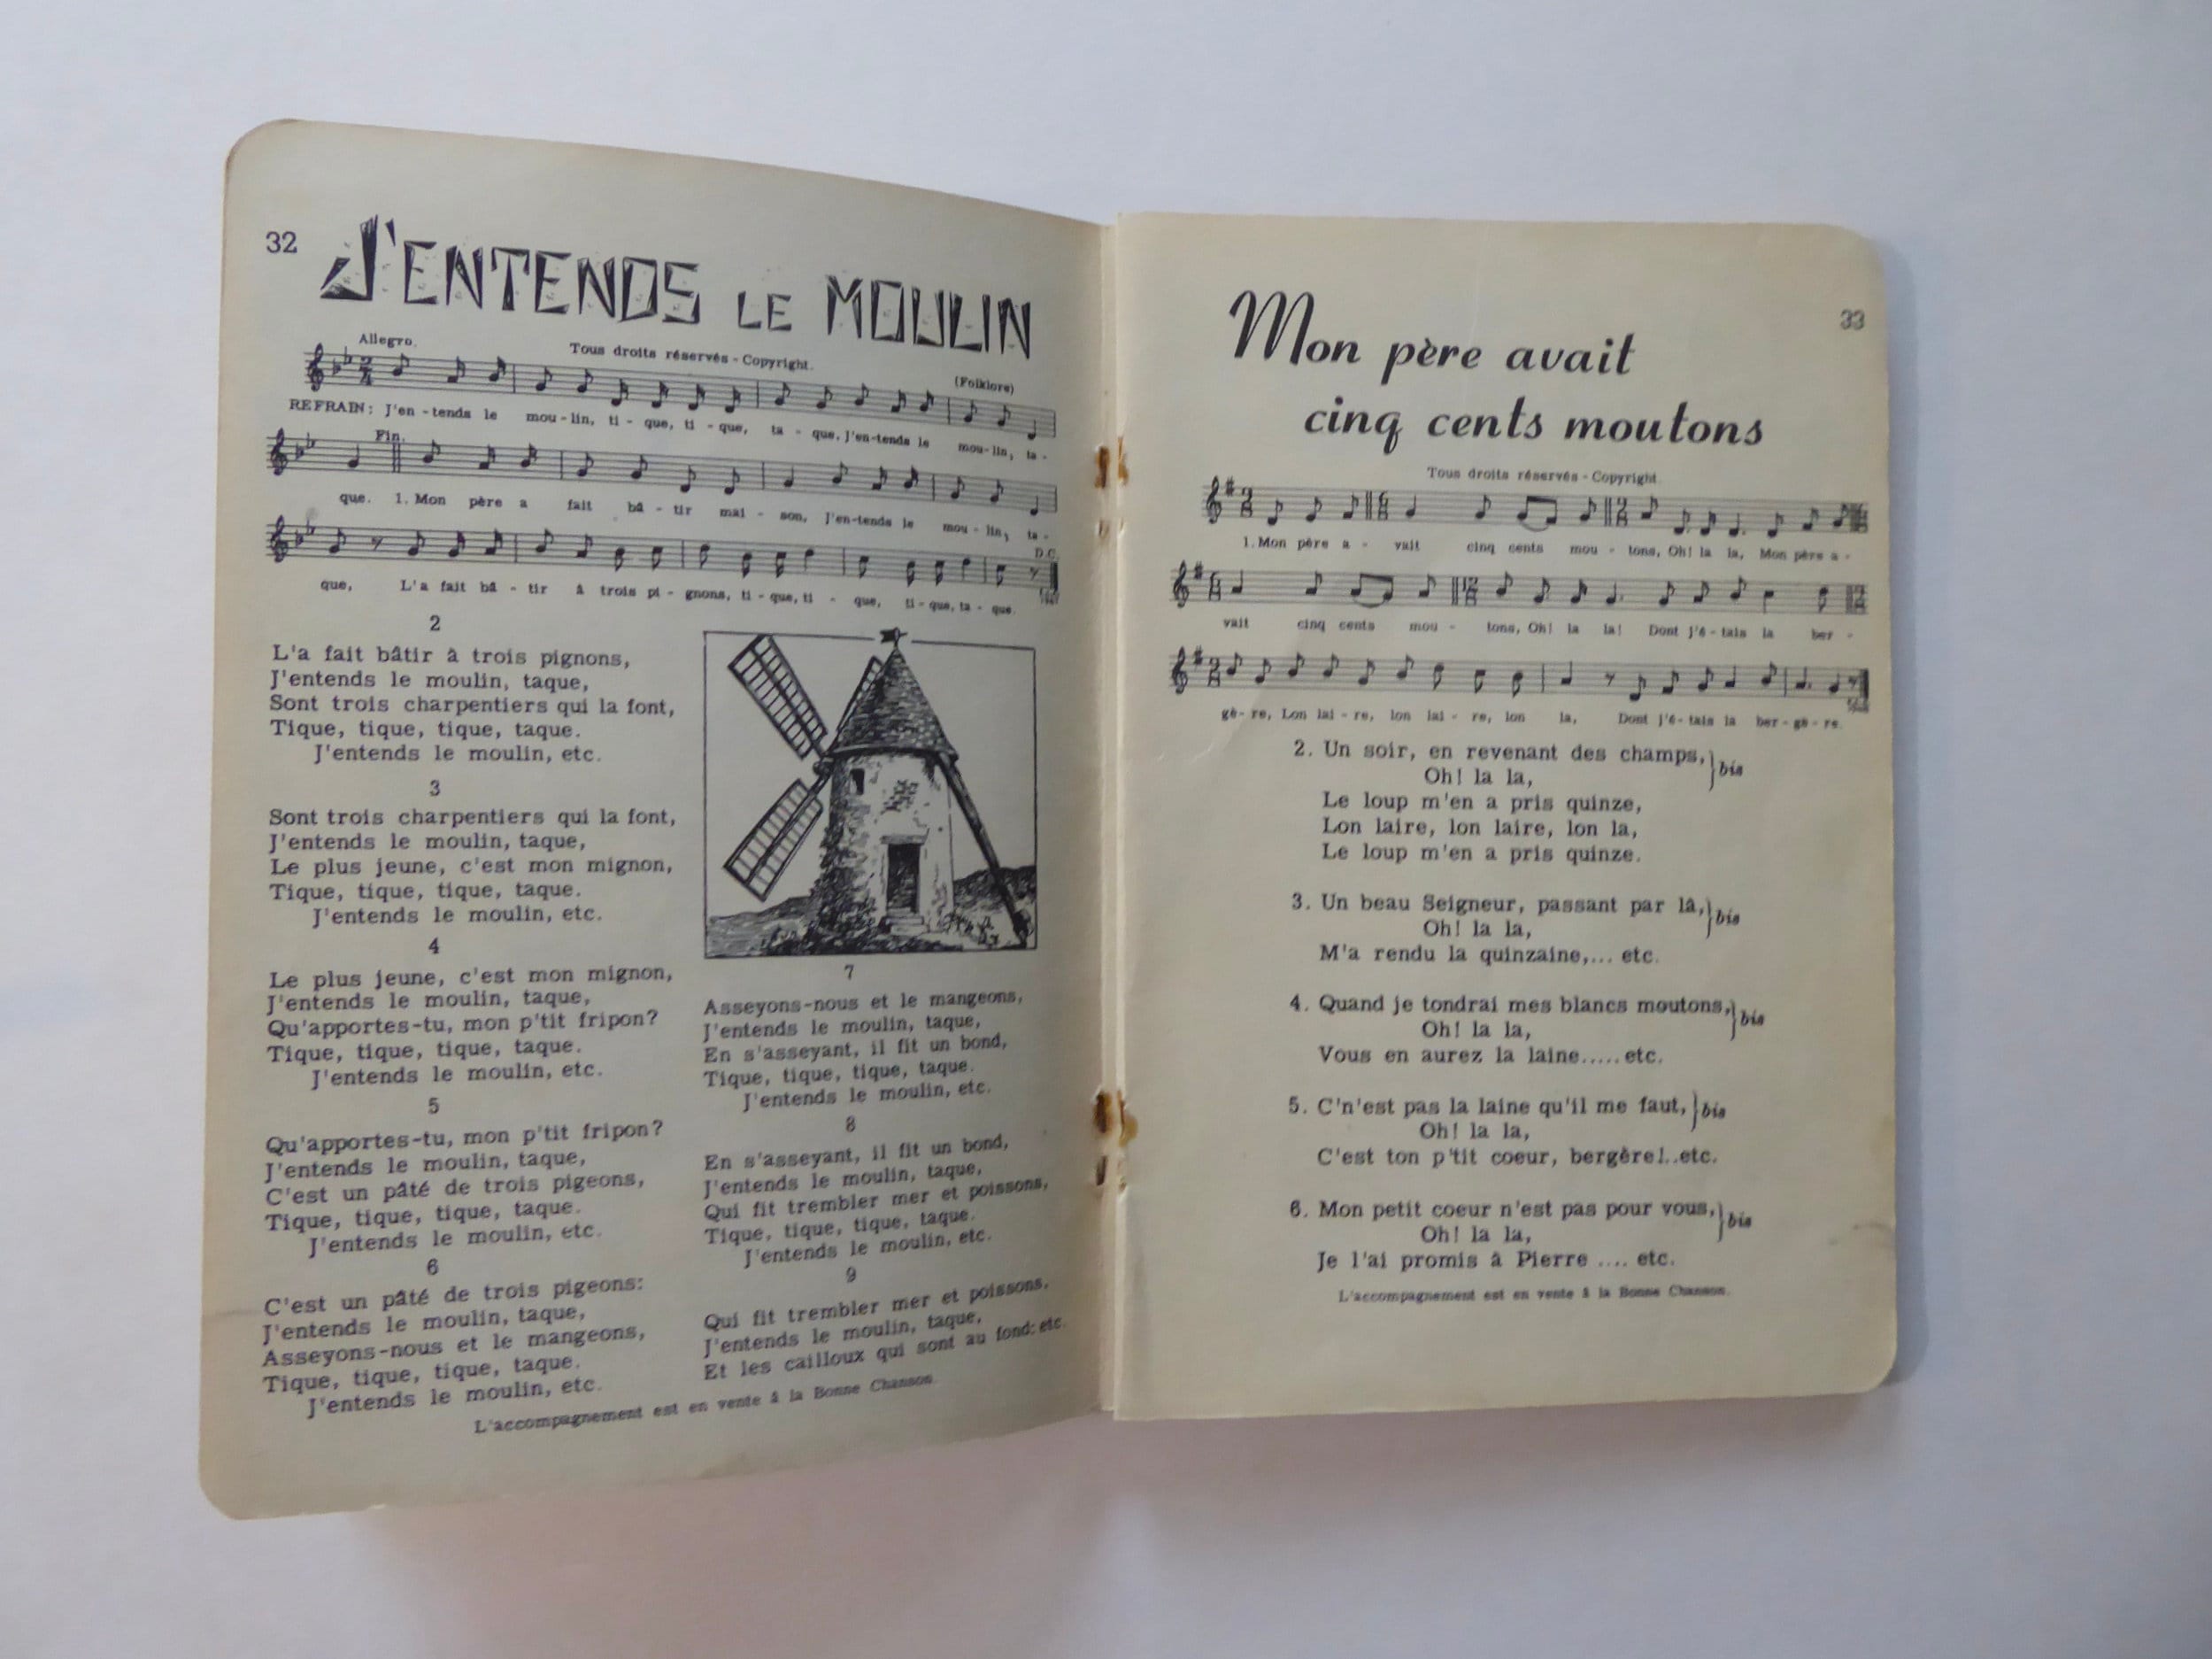 32
J'ENTENDS LE MOULIN
Allegro.
Tous droits réservés - Copyright.
(Folklore)
REFRAIN: J'en - tends le mou - lin, ti - que, ti - que, ta - que, J'en - tends le mou - lin, ta -
Fin.
que. 1. Mon père a fait bâ - tir mai - son, J'en - tends le mou - lin, ta -
D.C.
que, L'a fait bâ - tir à trois pi - gnons, ti - que, ti - que, ti - que, ta - que.
2
L'a fait bâtir à trois pignons,
J'entends le moulin, taque,
Sont trois charpentiers qui la font,
Tique, tique, tique, taque.
J'entends le moulin, etc.
3
Sont trois charpentiers qui la font,
J'entends le moulin, taque,
Le plus jeune, c'est mon mignon,
Tique, tique, tique, taque.
J'entends le moulin, etc.
4
Le plus jeune, c'est mon mignon,
J'entends le moulin, taque,
Qu'apportes-tu, mon p'tit fripon?
Tique, tique, tique, taque.
J'entends le moulin, etc.
5
Qu'apportes-tu, mon p'tit fripon?
J'entends le moulin, taque,
C'est un pâté de trois pigeons,
Tique, tique, tique, taque.
J'entends le moulin, etc.
6
C'est un pâté de trois pigeons:
J'entends le moulin, taque,
Asseyons-nous et le mangeons,
Tique, tique, tique, taque.
J'entends le moulin, etc.
7
Asseyons-nous et le mangeons,
J'entends le moulin, taque,
En s'asseyant, il fit un bond,
Tique, tique, tique, taque.
J'entends le moulin, etc.
8
En s'asseyant, il fit un bond,
J'entends le moulin, taque,
Qui fit trembler mer et poissons,
Tique, tique, tique, taque.
J'entends le moulin, etc.
9
Qui fit trembler mer et poissons,
J'entends le moulin, taque,
Et les cailloux qui sont au fond: etc.
L'accompagnement est en vente à la Bonne Chanson.
33
Mon père avait
cinq cents moutons
Tous droits réservés - Copyright.
1. Mon père a - vait cinq cents mou - tons, Oh! la la, Mon père a -
vait cinq cents mou - tons, Oh! la la! Dont j'é - tais la ber -
gè - re, Lon lai - re, lon lai - re, lon la, Dont j'é - tais la ber - gè - re.
2. Un soir, en revenant des champs, } bis
Oh! la la,
Le loup m'en a pris quinze,
Lon laire, lon laire, lon la,
Le loup m'en a pris quinze.
3. Un beau Seigneur, passant par là, } bis
Oh! la la,
M'a rendu la quinzaine,... etc.
4. Quand je tondrai mes blancs moutons, } bis
Oh! la la,
Vous en aurez la laine..... etc.
5. C'n'est pas la laine qu'il me faut, } bis
Oh! la la,
C'est ton p'tit coeur, bergère!..etc.
6. Mon petit coeur n'est pas pour vous, } bis
Oh! la la,
Je l'ai promis à Pierre .... etc.
L'accompagnement est en vente à la Bonne Chanson.